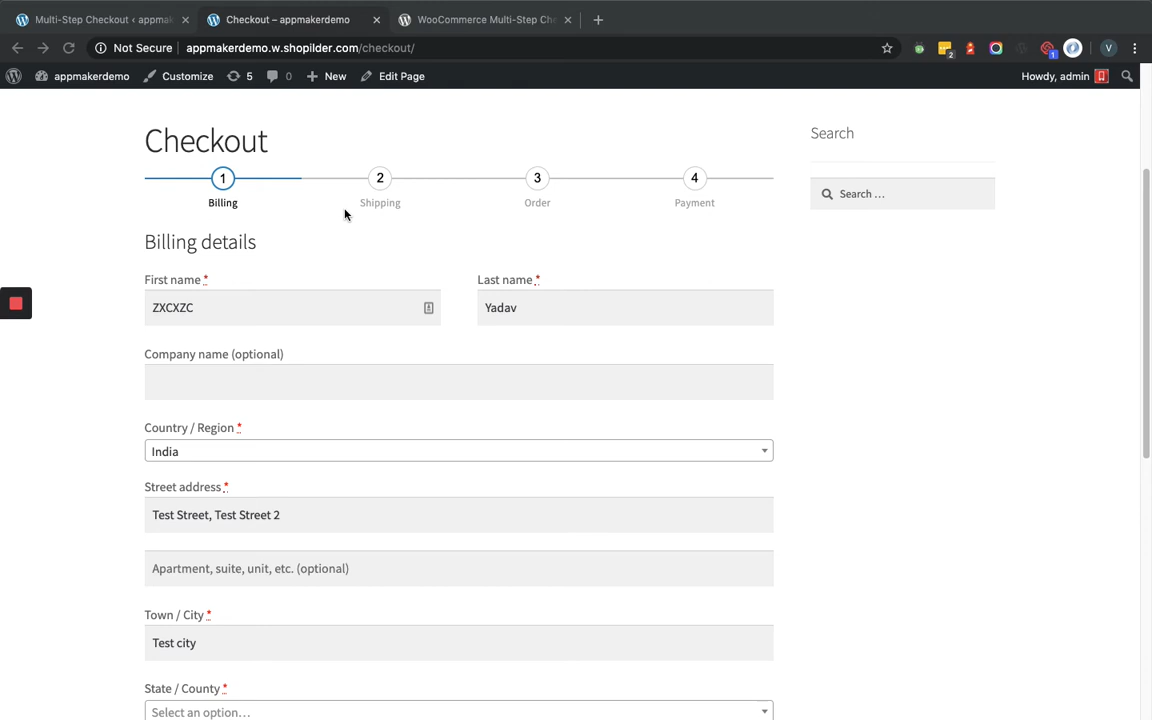 Multi-Step Checkout ‹ appmak
Checkout – appmakerdemo
WooCommerce Multi-Step Che
Not Secure
appmakerdemo.w.shopilder.com/checkout/
2
1
V
appmakerdemo
Customize
5
0
New
Edit Page
Howdy, admin
Checkout
Search
1
2
3
4
Search …
Billing
Shipping
Order
Payment
Billing details
First name *
Last name *
ZXCXZC
Yadav
Company name (optional)
Country / Region *
India
Street address *
Test Street, Test Street 2
Apartment, suite, unit, etc. (optional)
Town / City *
Test city
State / County *
Select an option…